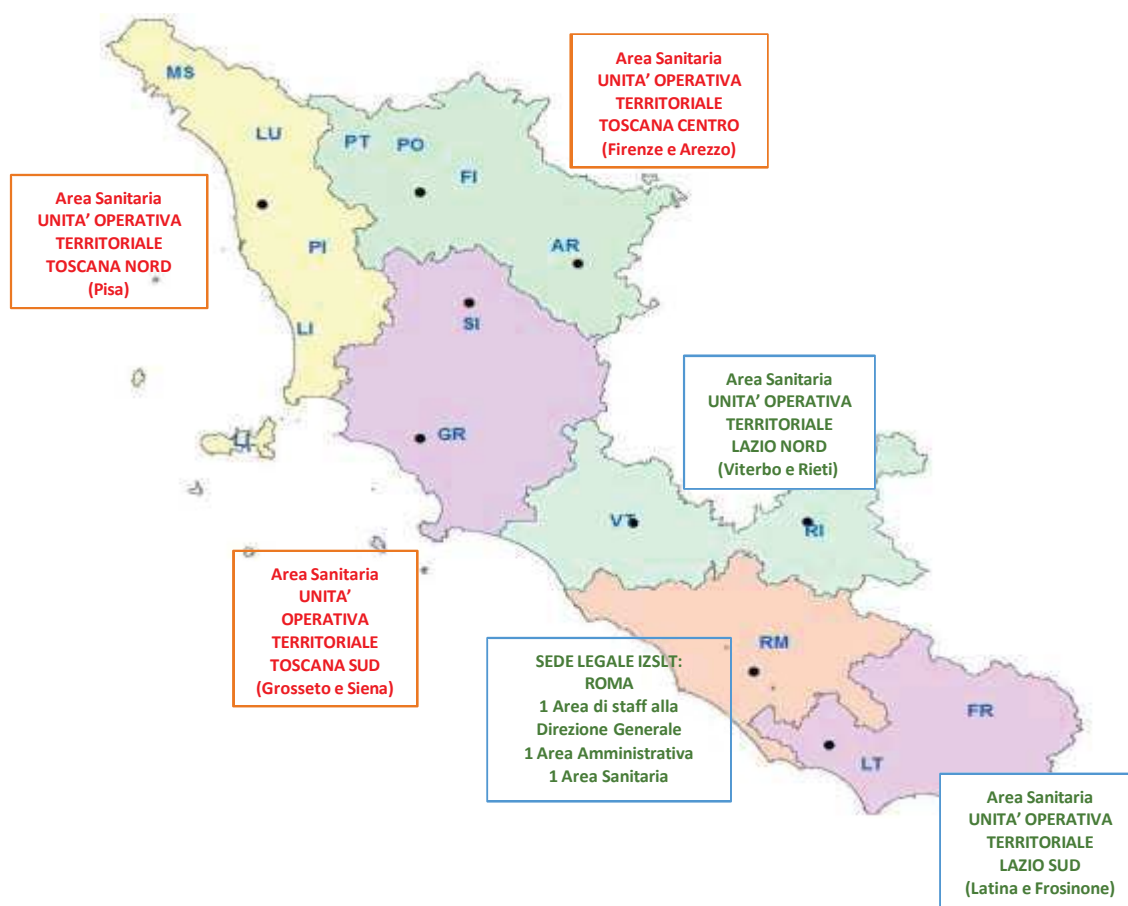 MS
Area Sanitaria
UNITA’ OPERATIVA
TERRITORIALE
TOSCANA CENTRO
(Firenze e Arezzo)
LU
PT
PO
FI
Area Sanitaria
UNITA’ OPERATIVA
TERRITORIALE
TOSCANA NORD
(Pisa)
PI
AR
LI
SI
Area Sanitaria
UNITA’ OPERATIVA
TERRITORIALE
LAZIO NORD
(Viterbo e Rieti)
LI
GR
VT
RI
Area Sanitaria
UNITA’
OPERATIVA
TERRITORIALE
TOSCANA SUD
(Grosseto e Siena)
SEDE LEGALE IZSLT:
ROMA
1 Area di staff alla
Direzione Generale
1 Area Amministrativa
1 Area Sanitaria
RM
FR
LT
Area Sanitaria
UNITA’ OPERATIVA
TERRITORIALE
LAZIO SUD
(Latina e Frosinone)